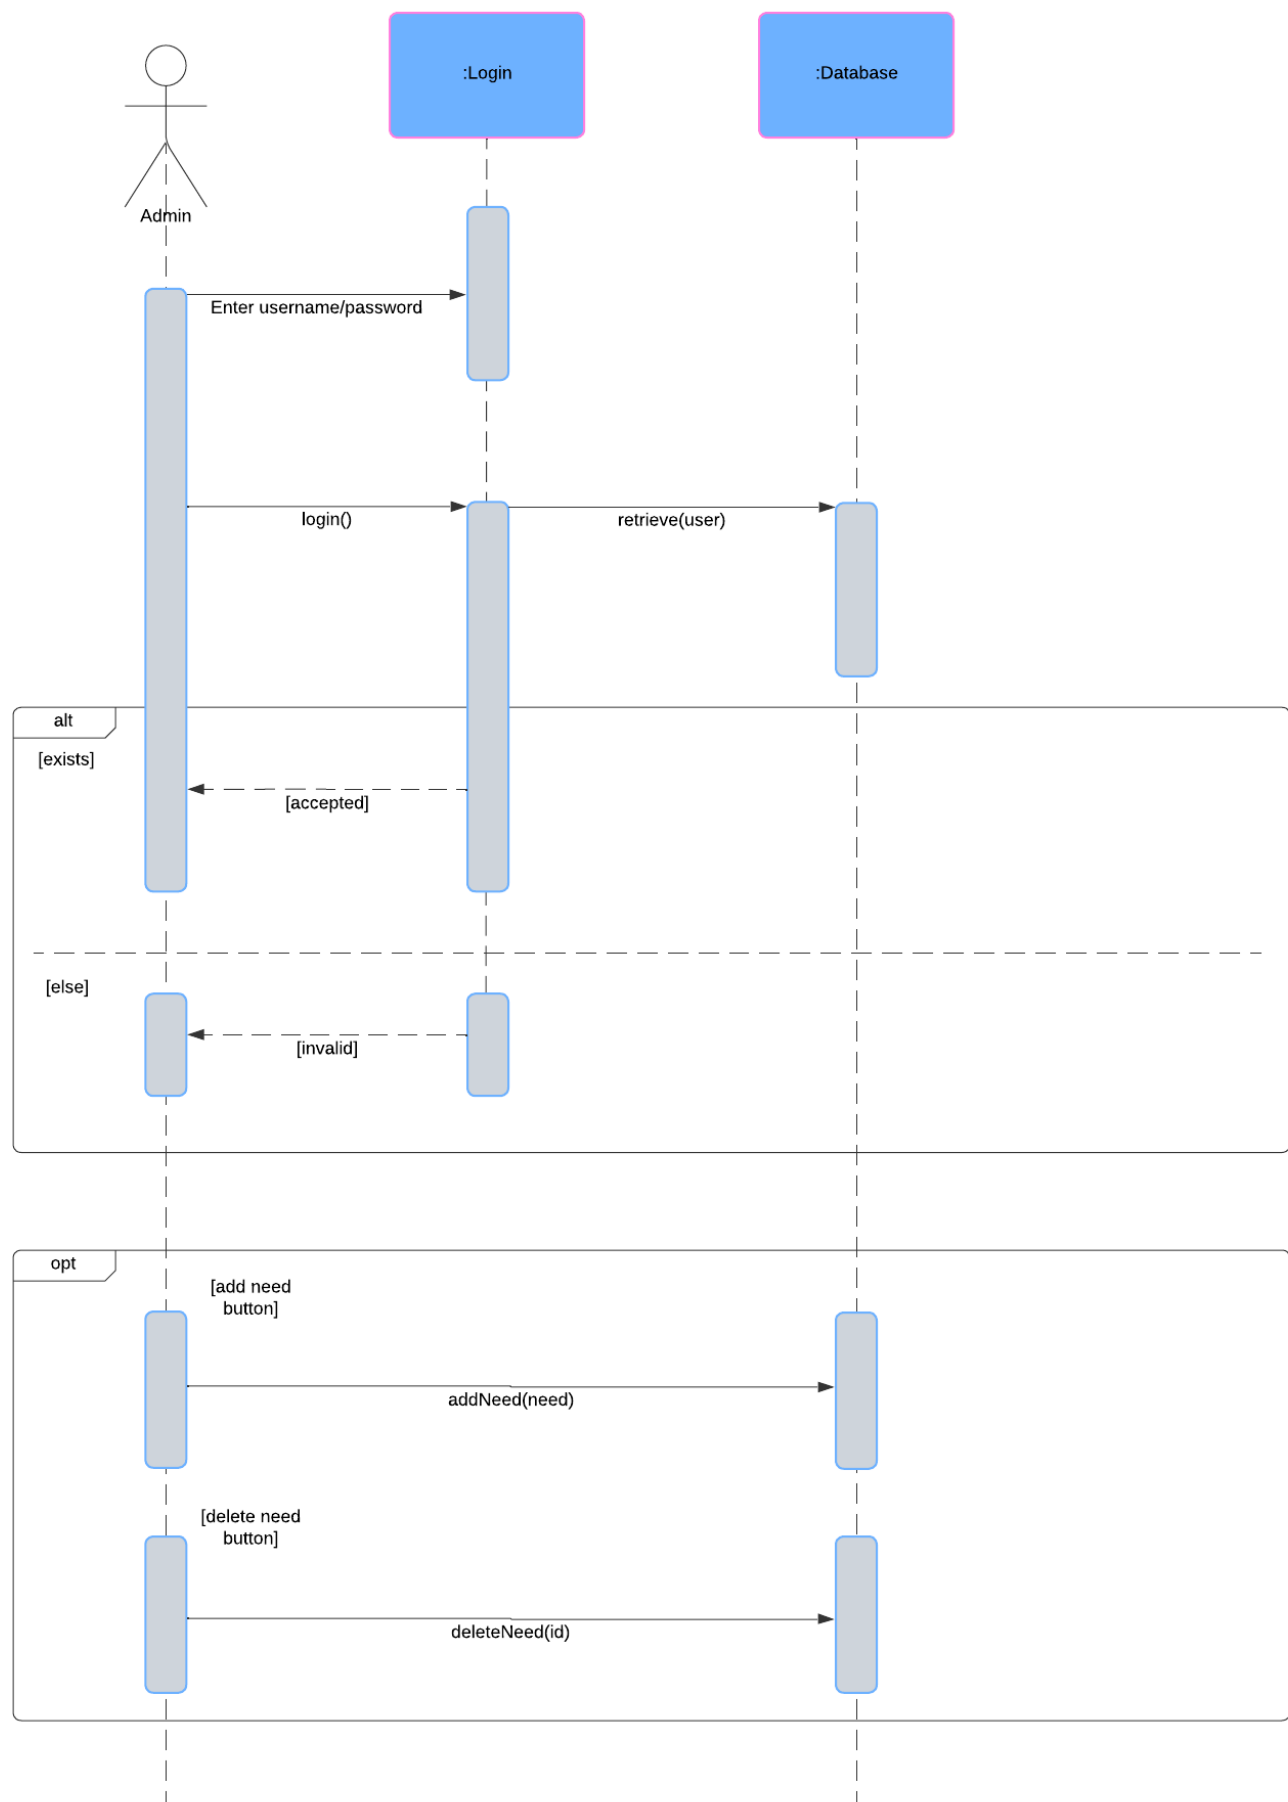 :Login
:Database
Admin
Enter username/password
login()
retrieve(user)
alt
[exists]
[accepted]
[else]
[invalid]
opt
[add need
button]
addNeed(need)
[delete need
button]
deleteNeed(id)